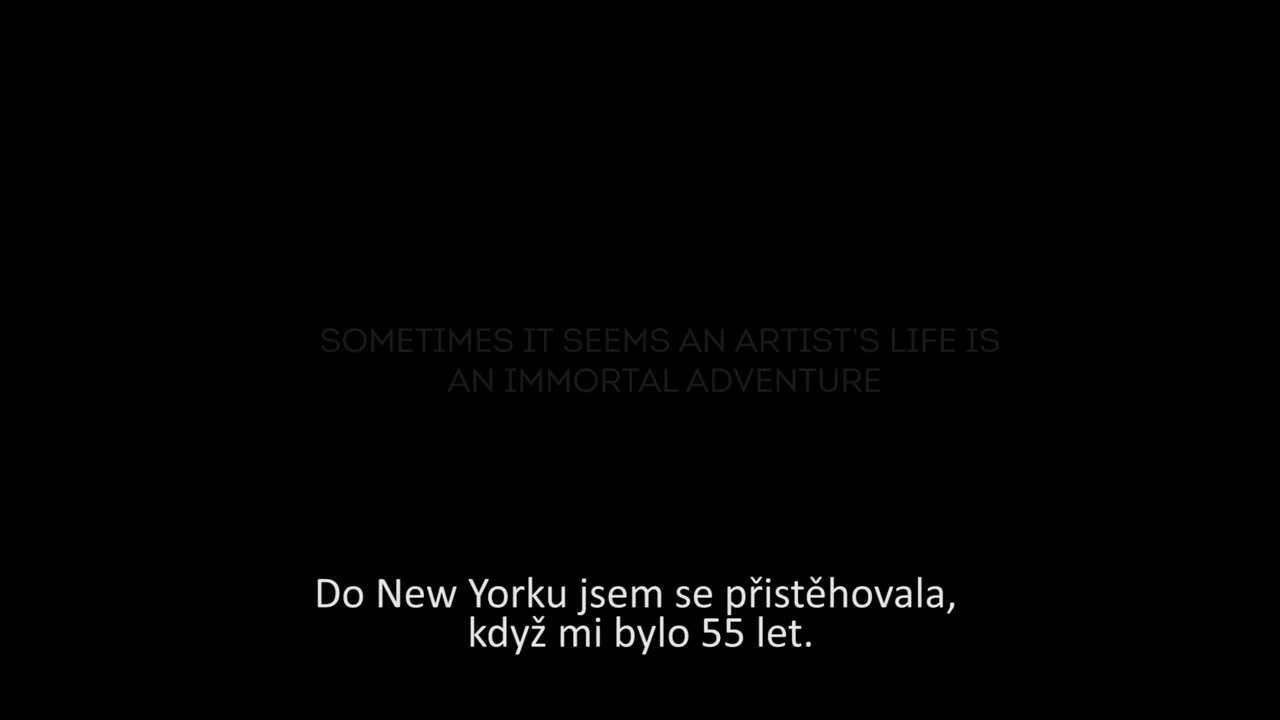 SOMETIMES IT SEEMS AN ARTIST'S LIFE IS
AN IMMORTAL ADVENTURE
Do New Yorku jsem se přistěhovala,
když mi bylo 55 let.